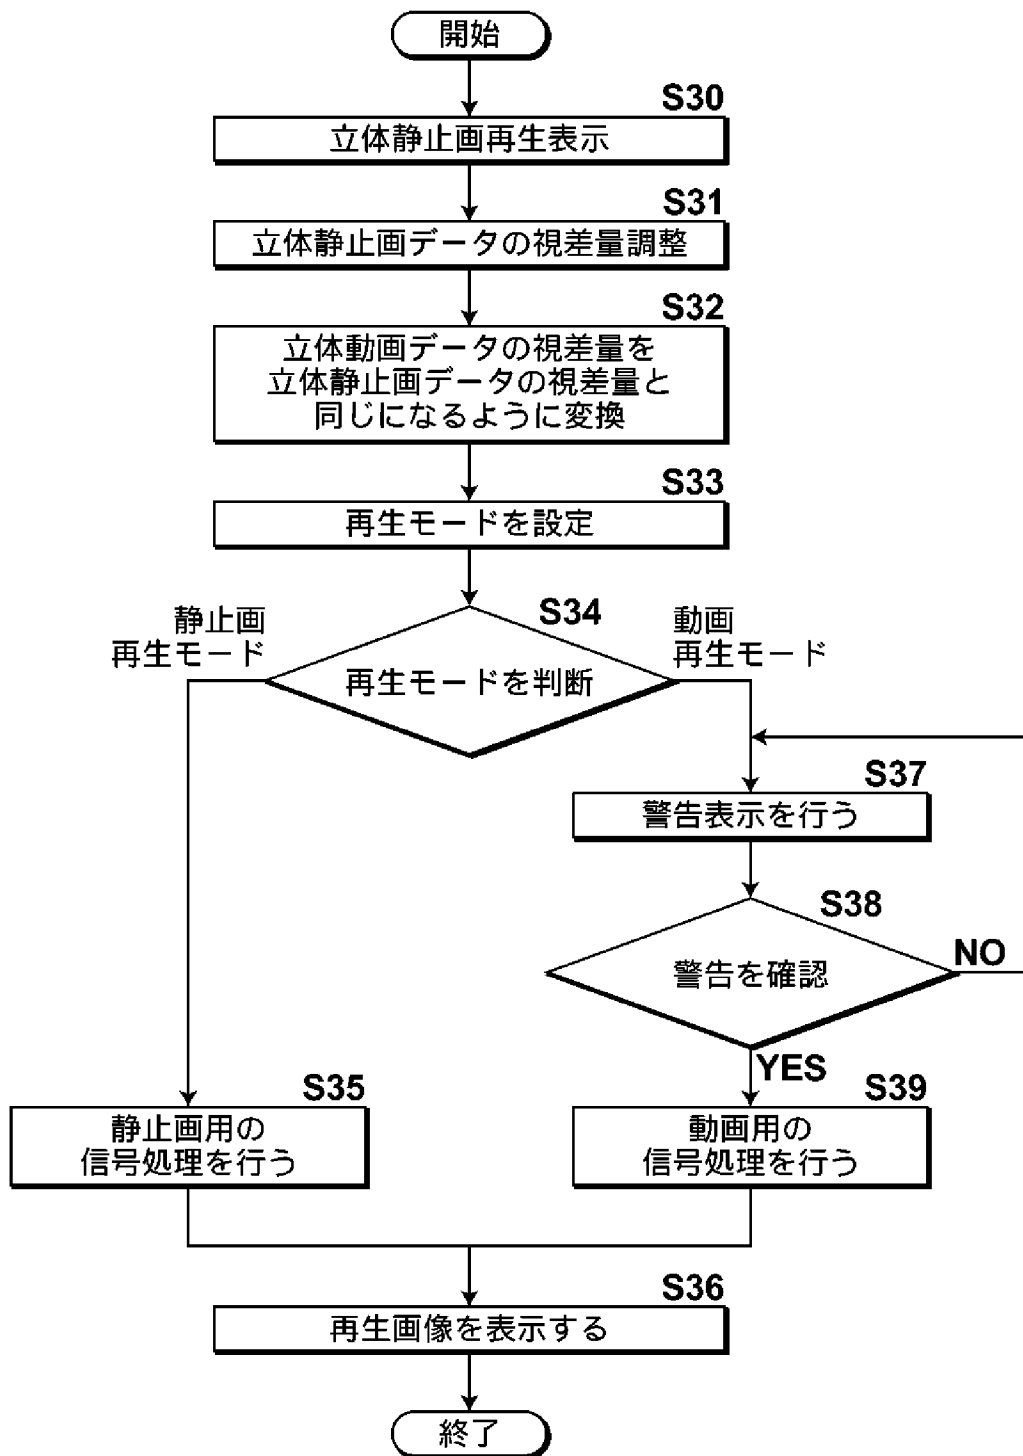 開始
S30
立体静止画再生表示
S31
立体静止画データの視差量調整
S32
立体動画データの視差量を
立体静止画データの視差量と
同じになるように変換
S33
再生モードを設定
S34
静止画
再生モード
動画
再生モード
再生モードを判断
S37
警告表示を行う
S38
警告を確認
NO
YES
S35
静止画用の
信号処理を行う
S39
動画用の
信号処理を行う
S36
再生画像を表示する
終了